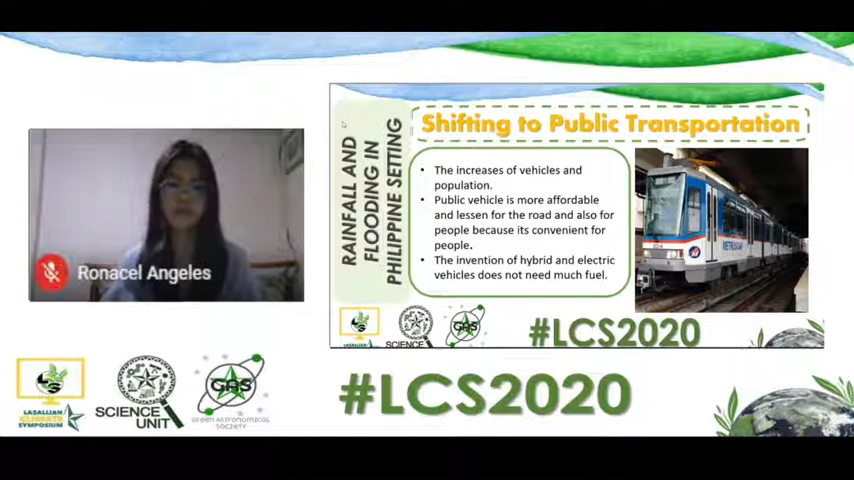 Ronacel Angeles
RAINFALL AND
FLOODING IN
PHILIPPINE SETTING
Shifting to Public Transportation
• The increases of vehicles and
population.
• Public vehicle is more affordable
and lessen for the road and also for
people because its convenient for
people.
• The invention of hybrid and electric
vehicles does not need much fuel.
SCIENCE
GAS
#LCS2020
LASALLIAN
CLIMATE
SYMPOSIUM
SCIENCE
UNIT
GAS
GREEN ASTRONOMICAL
SOCIETY
#LCS2020